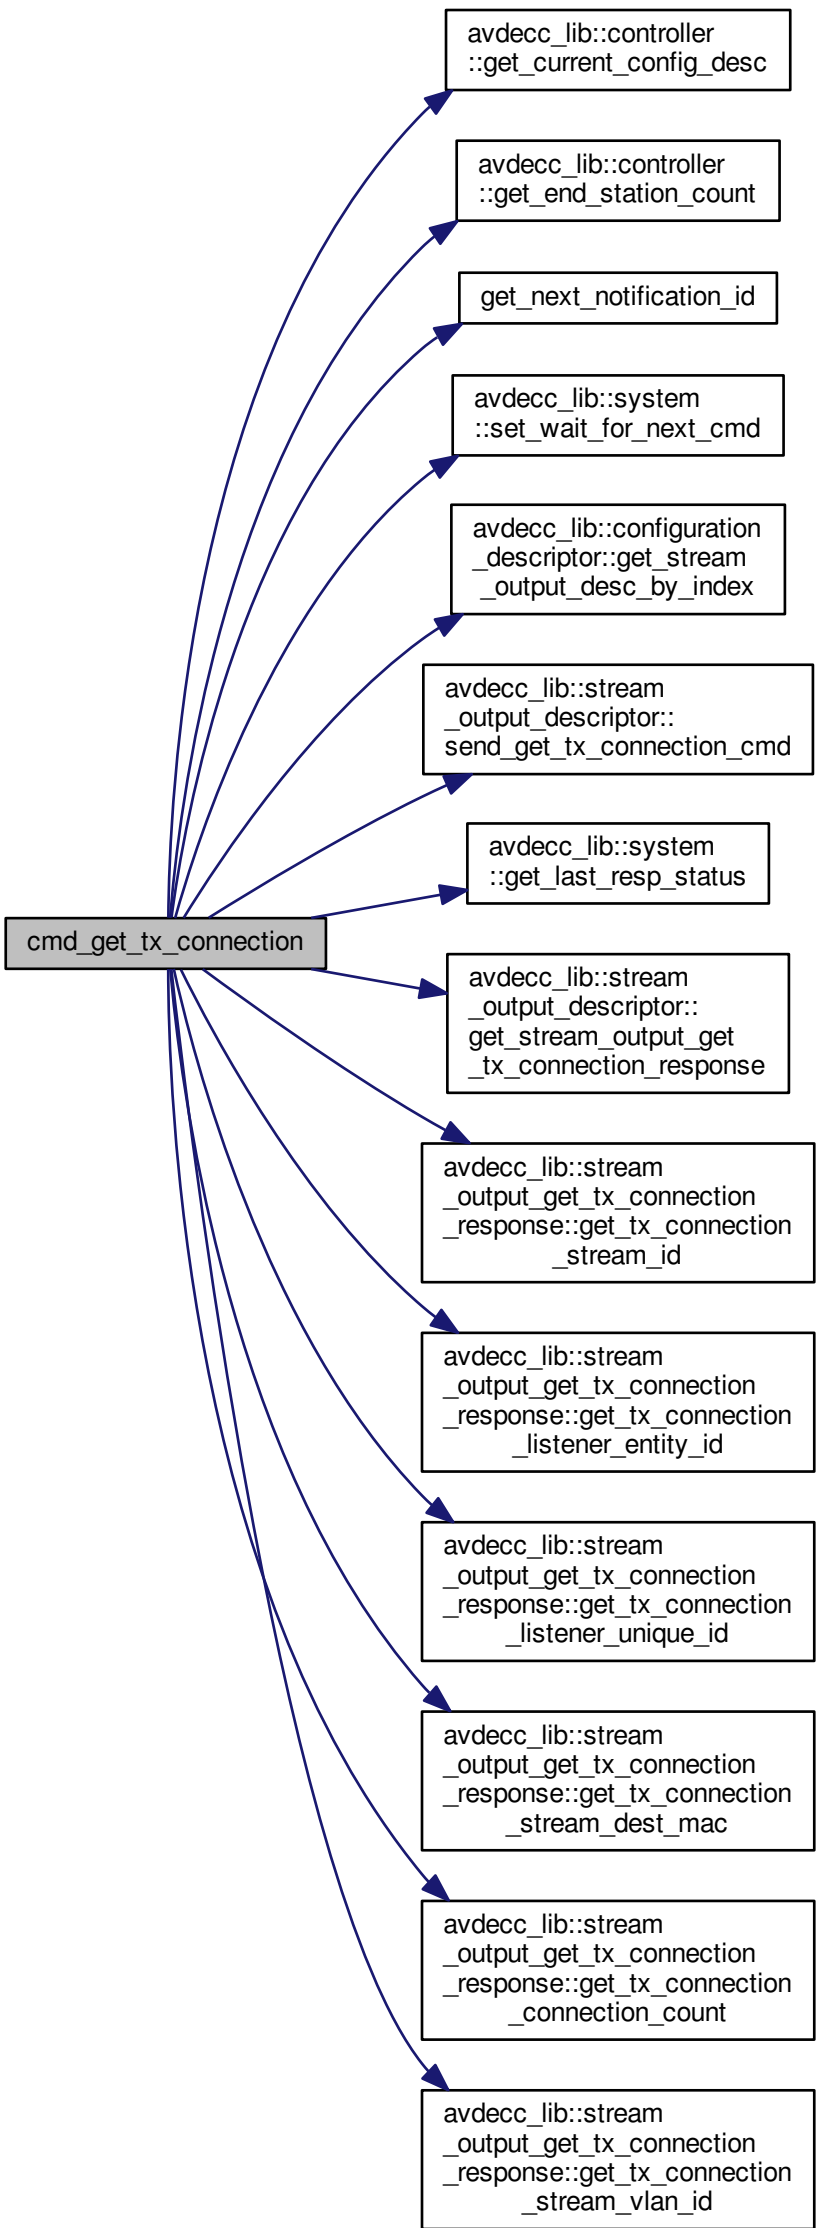 avdecc_lib::controller
::get_current_config_desc
avdecc_lib::controller
::get_end_station_count
get_next_notification_id
avdecc_lib::system
::set_wait_for_next_cmd
avdecc_lib::configuration
_descriptor::get_stream
_output_desc_by_index
avdecc_lib::stream
_output_descriptor::
send_get_tx_connection_cmd
avdecc_lib::system
::get_last_resp_status
cmd_get_tx_connection
avdecc_lib::stream
_output_descriptor::
get_stream_output_get
_tx_connection_response
avdecc_lib::stream
_output_get_tx_connection
_response::get_tx_connection
_stream_id
avdecc_lib::stream
_output_get_tx_connection
_response::get_tx_connection
_listener_entity_id
avdecc_lib::stream
_output_get_tx_connection
_response::get_tx_connection
_listener_unique_id
avdecc_lib::stream
_output_get_tx_connection
_response::get_tx_connection
_stream_dest_mac
avdecc_lib::stream
_output_get_tx_connection
_response::get_tx_connection
_connection_count
avdecc_lib::stream
_output_get_tx_connection
_response::get_tx_connection
_stream_vlan_id